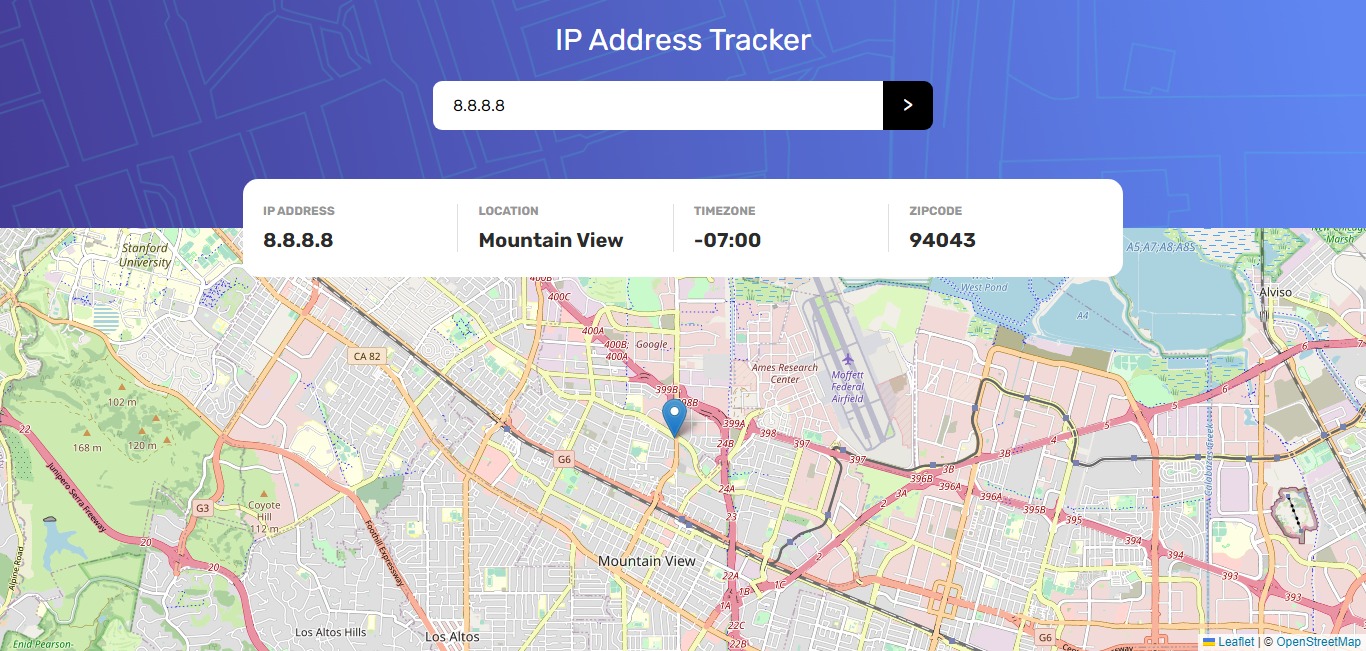 IP Address Tracker
8.8.8.8
>
IP ADDRESS
LOCATION
TIMEZONE
ZIPCODE
8.8.8.8
Mountain View
-07:00
94043
Stanford
University
A5;A7;A8;A8S
Marsh
400B
400C
West Pond
A4
Alviso
400A
400B;
400A
Google
CA 82
Ames Research
Center
Moffett
Federal
Airfield
6
7
6
102 m
399B
98B
5
22
168 m
120 m
399A
398
397
24B
5
4
G6
397
3B
3B
Junipero Serra Freeway
24A
396B
396A
3A
396A
2
G3
Coyote
Hill
112 m
23
395B
395
Calabazas Creek
20
20
Foothill Expressway
394
394
Alpine Road
Mountain View
2
22A
1C
1B
1A
393
393
22C
22B
Los Altos Hills
Los Altos
G6
Enid Pearson-
Leaflet | © OpenStreetMap